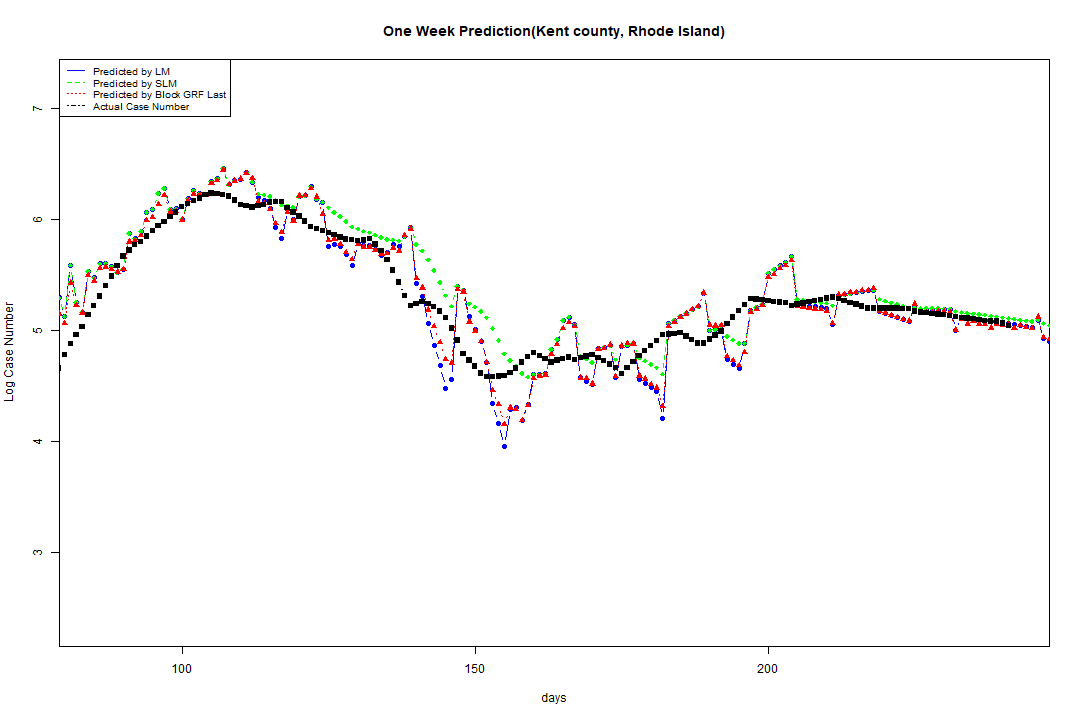 One Week Prediction(Kent county, Rhode Island)
Predicted by LM
Predicted by SLM
Predicted by Block GRF Last
Actual Case Number
7
6
5
4
3
Log Case Number
100
150
200
days